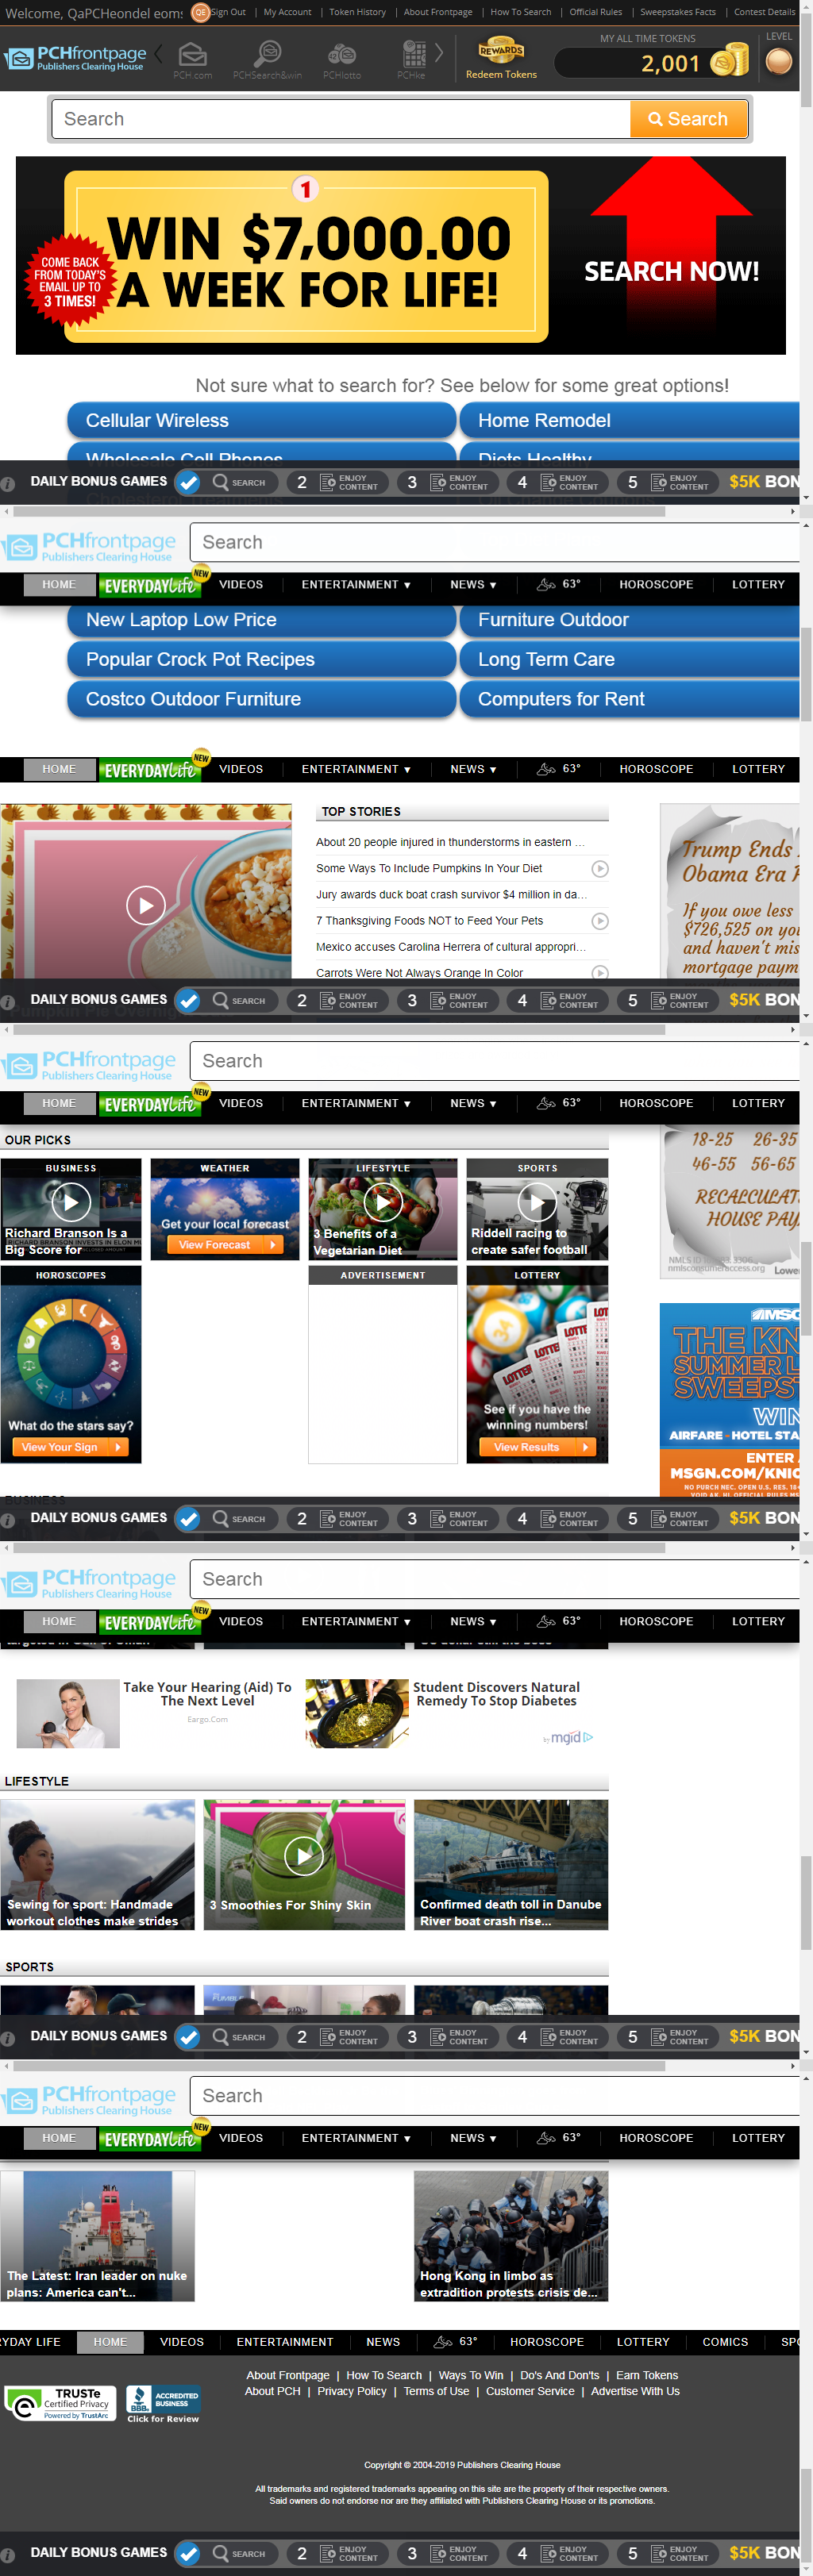 Welcome, QaPCHeondel eom
QE
Sign Out | My Account | Token History | About Frontpage | How To Search | Official Rules | Sweepstakes Facts | Contest Details
PCHfrontpage
Publishers Clearing House
PCH.com
PCHSearch&win
PCHlotto
PCHke
REWARDS
Redeem Tokens
MY ALL TIME TOKENS
2,001
LEVEL
Search
Search
1
WIN $7,000.00
A WEEK FOR LIFE!
COME BACK
FROM TODAY'S
EMAIL UP TO
3 TIMES!
SEARCH NOW!
Not sure what to search for? See below for some great options!
Cellular Wireless
Home Remodel
Wholesale Cell Phones
Diets Healthy
DAILY BONUS GAMES SEARCH 2 ENJOY CONTENT 3 ENJOY CONTENT 4 ENJOY CONTENT 5 ENJOY CONTENT $5K BON
PCHfrontpage
Publishers Clearing House
Search
HOME EVERYDAY Life NEW VIDEOS ENTERTAINMENT ▼ NEWS ▼ 63° HOROSCOPE LOTTERY
New Laptop Low Price
Furniture Outdoor
Popular Crock Pot Recipes
Long Term Care
Costco Outdoor Furniture
Computers for Rent
HOME EVERYDAY Life NEW VIDEOS ENTERTAINMENT ▼ NEWS ▼ 63° HOROSCOPE LOTTERY
TOP STORIES
About 20 people injured in thunderstorms in eastern ...
Some Ways To Include Pumpkins In Your Diet
Jury awards duck boat crash survivor $4 million in da...
7 Thanksgiving Foods NOT to Feed Your Pets
Mexico accuses Carolina Herrera of cultural appropri...
Carrots Were Not Always Orange In Color
Trump Ends
Obama Era
If you owe less
$726,525 on you
and haven't mis
mortgage paym
DAILY BONUS GAMES SEARCH 2 ENJOY CONTENT 3 ENJOY CONTENT 4 ENJOY CONTENT 5 ENJOY CONTENT $5K BON
PCHfrontpage
Publishers Clearing House
Search
HOME EVERYDAY Life NEW VIDEOS ENTERTAINMENT ▼ NEWS ▼ 63° HOROSCOPE LOTTERY
OUR PICKS
BUSINESS
Richard Branson Is a
Big Score for
WEATHER
Get your local forecast
View Forecast
LIFESTYLE
3 Benefits of a
Vegetarian Diet
SPORTS
Riddell racing to
create safer football
18-25 26-35
46-55 56-65
RECALCULAT
HOUSE PAY
nmlsconsumeraccess.org
Lowe
HOROSCOPES
What do the stars say?
View Your Sign
ADVERTISEMENT
LOTTERY
See if you have the
winning numbers!
View Results
MSG
THE KN
SUMMER L
SWEEPST
WIN
AIRFARE - HOTEL STA
ENTER
MSGN.COM/KNIC
DAILY BONUS GAMES SEARCH 2 ENJOY CONTENT 3 ENJOY CONTENT 4 ENJOY CONTENT 5 ENJOY CONTENT $5K BON
PCHfrontpage
Publishers Clearing House
Search
HOME EVERYDAY Life NEW VIDEOS ENTERTAINMENT ▼ NEWS ▼ 63° HOROSCOPE LOTTERY
Take Your Hearing (Aid) To
The Next Level
Eargo.Com
Student Discovers Natural
Remedy To Stop Diabetes
by mgid
LIFESTYLE
Sewing for sport: Handmade
workout clothes make strides
3 Smoothies For Shiny Skin
Confirmed death toll in Danube
River boat crash rise...
SPORTS
DAILY BONUS GAMES SEARCH 2 ENJOY CONTENT 3 ENJOY CONTENT 4 ENJOY CONTENT 5 ENJOY CONTENT $5K BON
PCHfrontpage
Publishers Clearing House
Search
HOME EVERYDAY Life NEW VIDEOS ENTERTAINMENT ▼ NEWS ▼ 63° HOROSCOPE LOTTERY
The Latest: Iran leader on nuke
plans: America can't...
Hong Kong in limbo as
extradition protests crisis de...
RYDAY LIFE HOME VIDEOS ENTERTAINMENT NEWS 63° HOROSCOPE LOTTERY COMICS SPO
About Frontpage | How To Search | Ways To Win | Do's And Don'ts | Earn Tokens
About PCH | Privacy Policy | Terms of Use | Customer Service | Advertise With Us
TRUSTe
Certified Privacy
Powered by TrustArc
BBB
ACCREDITED
BUSINESS
Click for Review
Copyright © 2004-2019 Publishers Clearing House
All trademarks and registered trademarks appearing on this site are the property of their respective owners.
Said owners do not endorse nor are they affiliated with Publishers Clearing House or its promotions.
DAILY BONUS GAMES SEARCH 2 ENJOY CONTENT 3 ENJOY CONTENT 4 ENJOY CONTENT 5 ENJOY CONTENT $5K BON